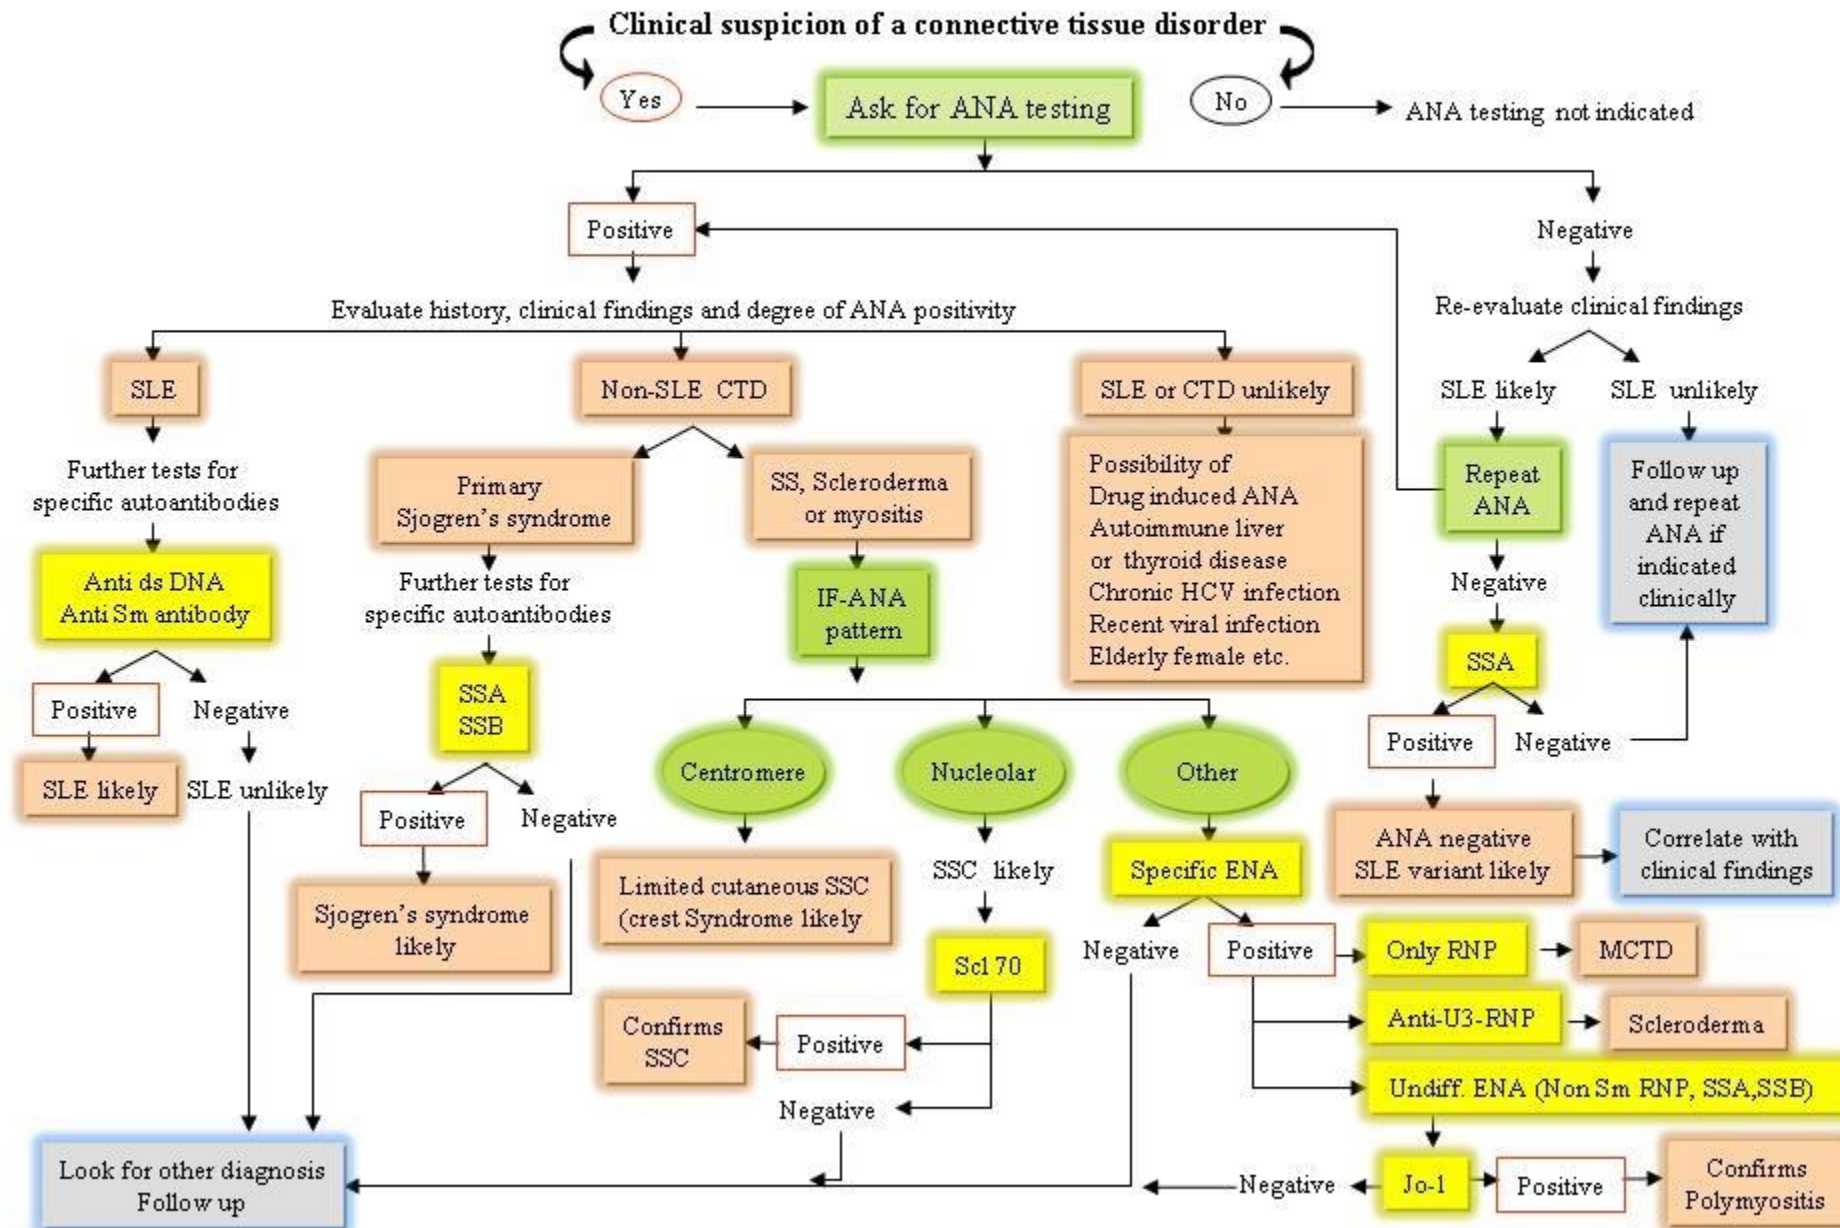 Clinical suspicion of a connective tissue disorder
Yes
Ask for ANA testing
No
ANA testing not indicated
Positive
Negative
Evaluate history, clinical findings and degree of ANA positivity
Re-evaluate clinical findings
SLE
Non-SLE CTD
SLE or CTD unlikely
SLE likely
SLE unlikely
Further tests for
specific autoantibodies
Anti ds DNA
Anti Sm antibody
Positive
Negative
SLE likely
SLE unlikely
Primary
Sjogren's syndrome
Further tests for
specific autoantibodies
SSA
SSB
Positive
Negative
Sjogren's syndrome
likely
SS, Scleroderma
or myositis
IF-ANA
pattern
Centromere
Nucleolar
Other
Limited cutaneous SSC
(crest Syndrome likely
SSC likely
Scl 70
Positive
Confirms
SSC
Negative
Specific ENA
Negative
Positive
Only RNP
MCTD
Anti-U3-RNP
Scleroderma
Undiff. ENA (Non Sm RNP, SSA,SSB)
Jo-1
Negative
Positive
Confirms
Polymyositis
Possibility of
Drug induced ANA
Autoimmune liver
or thyroid disease
Chronic HCV infection
Recent viral infection
Elderly female etc.
Repeat
ANA
Negative
SSA
Positive
Negative
ANA negative
SLE variant likely
Correlate with
clinical findings
Follow up
and repeat
ANA if
indicated
clinically
Look for other diagnosis
Follow up